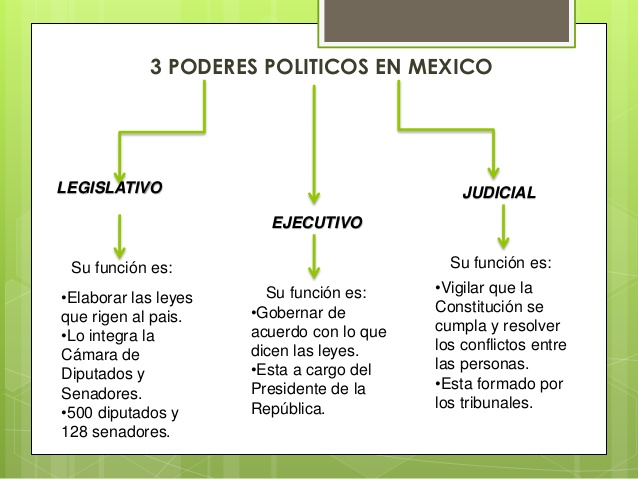 3 PODERES POLITICOS EN MEXICO
LEGISLATIVO
Su función es:
•Elaborar las leyes
que rigen al pais.
•Lo integra la
Cámara de
Diputados y
Senadores.
•500 diputados y
128 senadores.
EJECUTIVO
Su función es:
•Gobernar de
acuerdo con lo que
dicen las leyes.
•Esta a cargo del
Presidente de la
República.
JUDICIAL
Su función es:
•Vigilar que la
Constitución se
cumpla y resolver
los conflictos entre
las personas.
•Esta formado por
los tribunales.